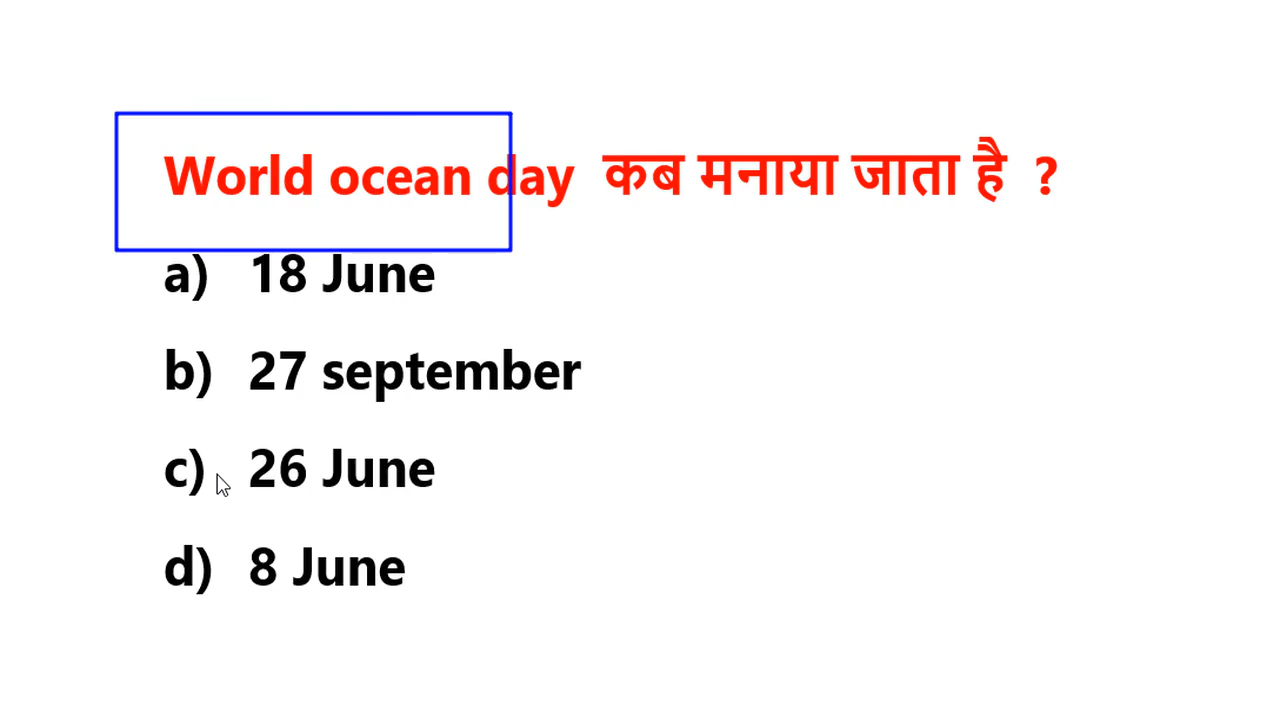 World ocean day कब मनाया जाता है ?
a) 18 June
b) 27 september
c) 26 June
d) 8 June